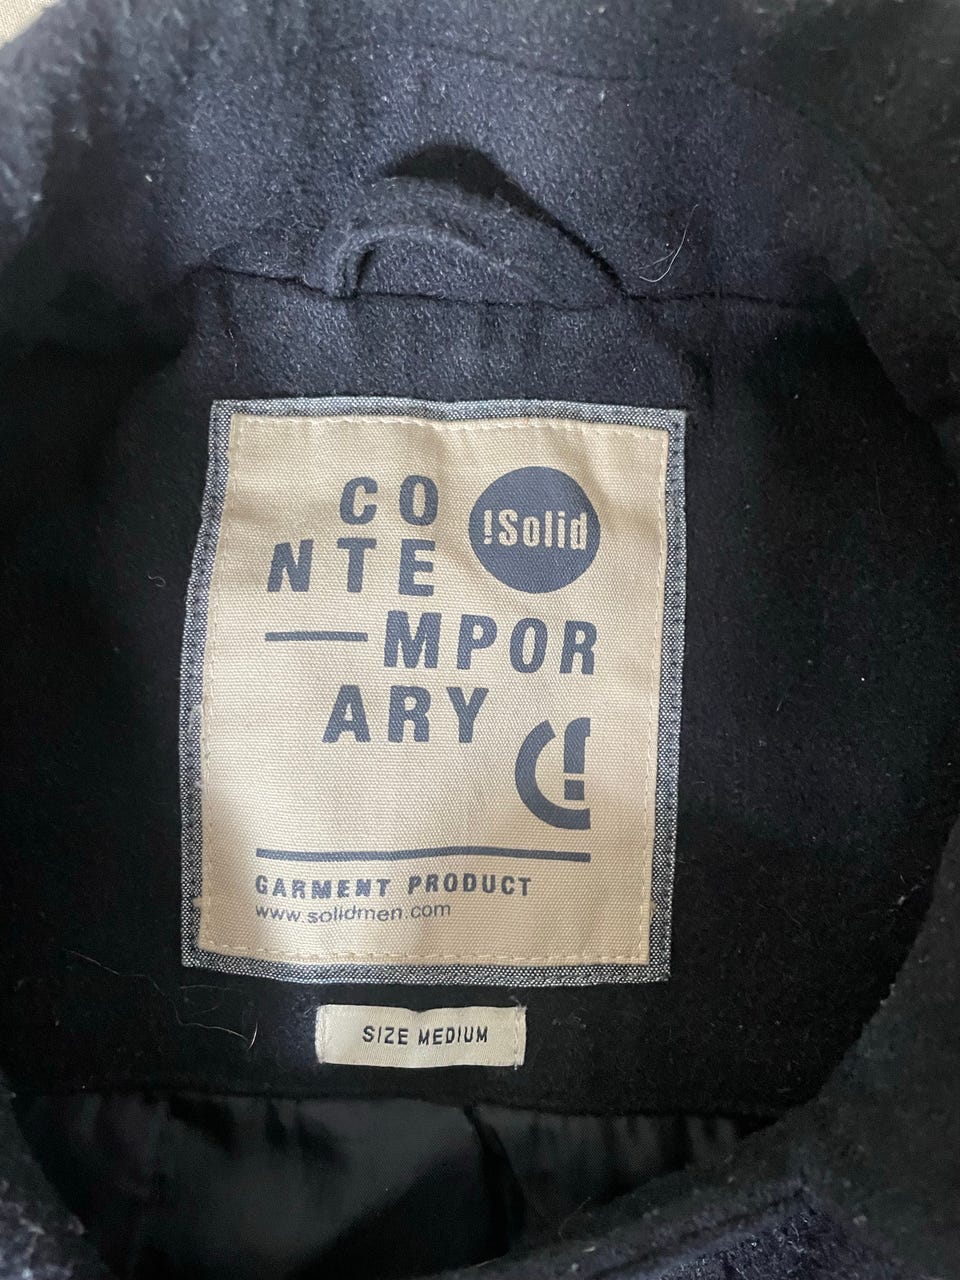 CO
!Solid
NTE
MPOR
ARY
GARMENT PRODUCT
www.solidmen.com
SIZE MEDIUM